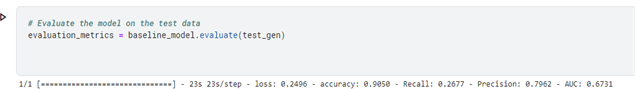 # Evaluate the model on the test data
evaluation_metrics = baseline_model.evaluate(test_gen)
1/1 [==============================] - 23s 23s/step - loss: 0.2496 - accuracy: 0.9050 - Recall: 0.2677 - Precision: 0.7962 - AUC: 0.6731